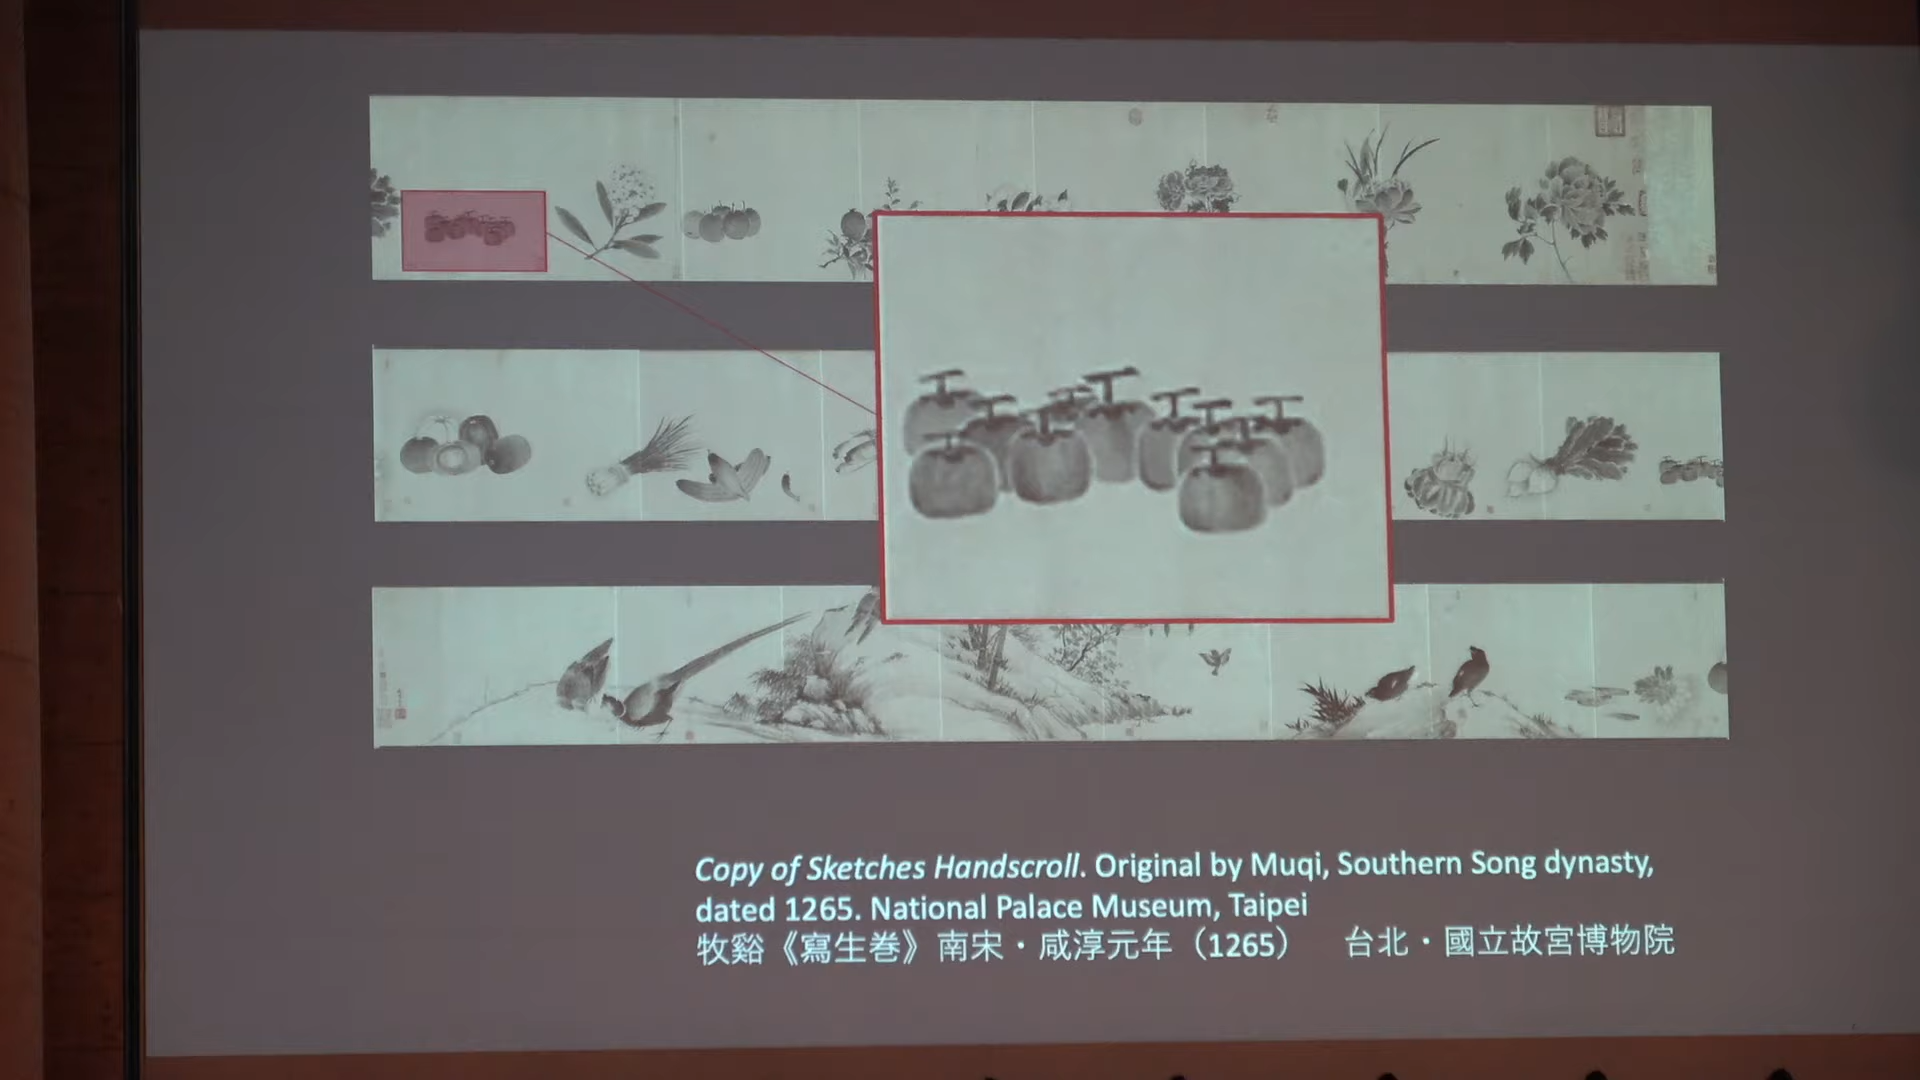 Copy of Sketches Handscroll. Original by Muqi, Southern Song dynasty,
dated 1265. National Palace Museum, Taipei
牧谿《寫生卷》南宋・咸淳元年（1265） 台北・國立故宮博物院